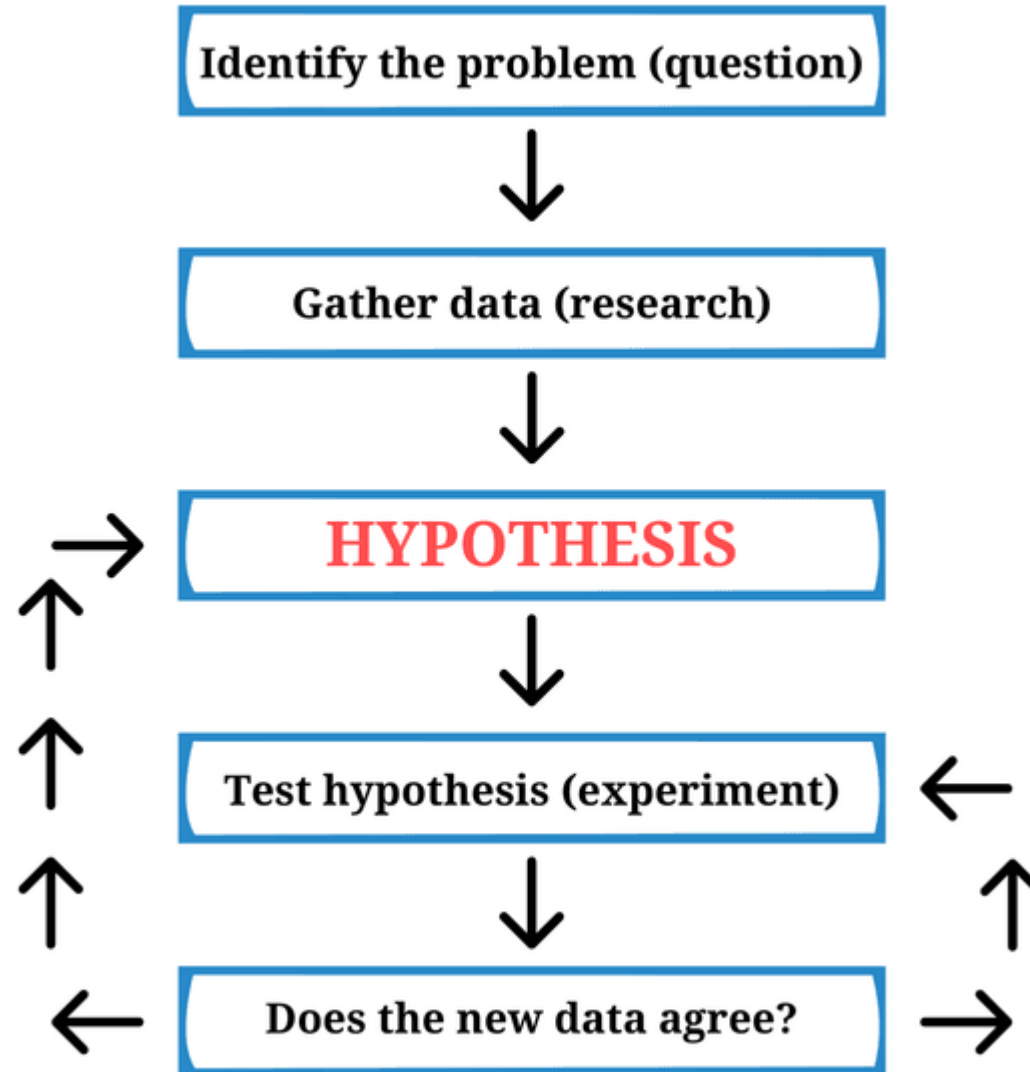 Identify the problem (question)
Gather data (research)
HYPOTHESIS
Test hypothesis (experiment)
Does the new data agree?